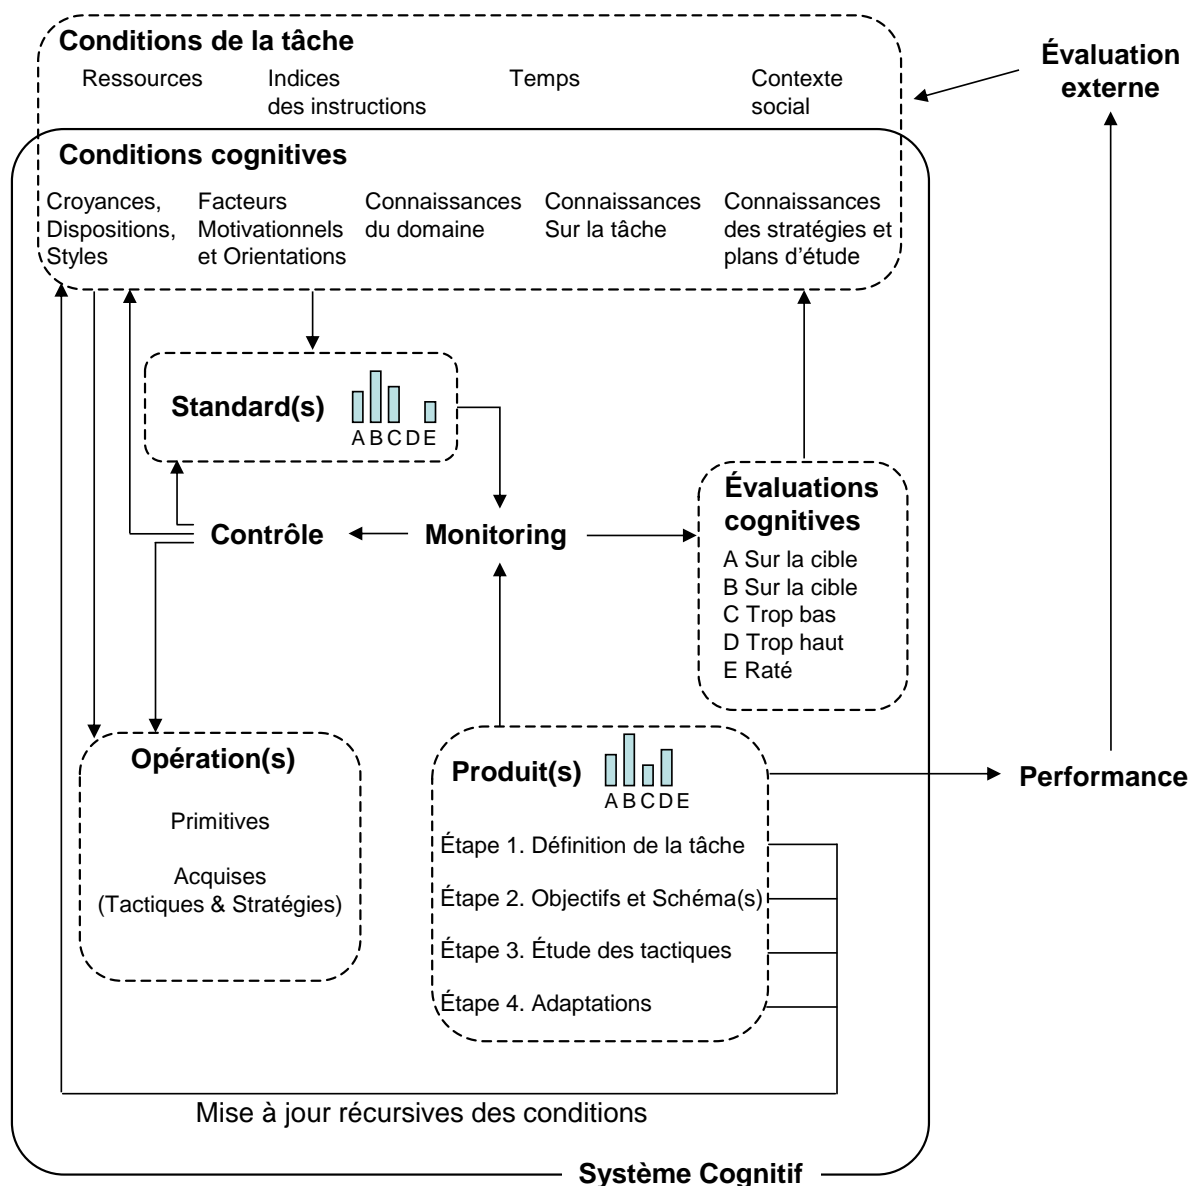 Conditions de la tâche
Évaluation
externe
Ressources
Indices
des instructions
Temps
Contexte
social
Conditions cognitives
Croyances,
Dispositions,
Styles
Facteurs
Motivationnels
et Orientations
Connaissances
du domaine
Connaissances
Sur la tâche
Connaissances
des stratégies et
plans d'étude
Standard(s)
A B C D E
Contrôle
Monitoring
Évaluations
cognitives
A Sur la cible
B Sur la cible
C Trop bas
D Trop haut
E Raté
Opération(s)
Primitives
Acquises
(Tactiques & Stratégies)
Produit(s)
A B C D E
Étape 1. Définition de la tâche
Étape 2. Objectifs et Schéma(s)
Étape 3. Étude des tactiques
Étape 4. Adaptations
Performance
Mise à jour récursives des conditions
Système Cognitif